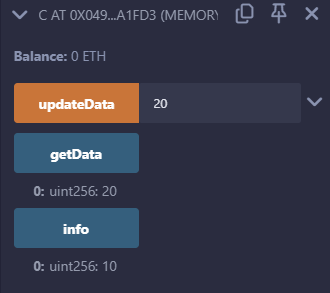 C AT 0X049...A1FD3 (MEMORY
Balance: 0 ETH
updateData 20
getData
0: uint256: 20
info
0: uint256: 10